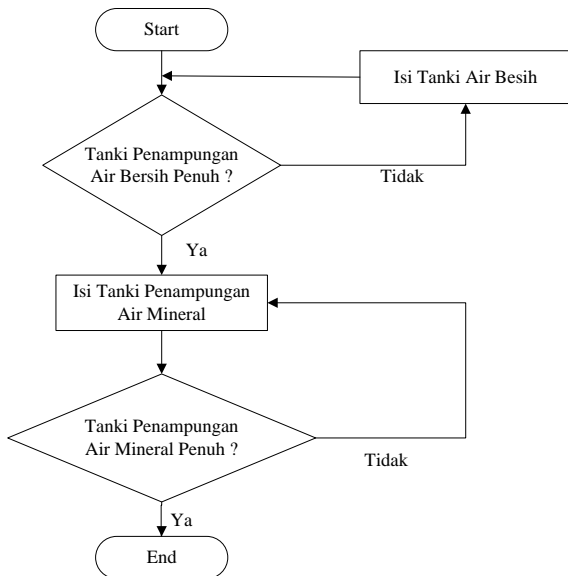 Start
Isi Tanki Air Besih
Tanki Penampungan
Air Bersih Penuh ?
Tidak
Ya
Isi Tanki Penampungan
Air Mineral
Tanki Penampungan
Air Mineral Penuh ?
Tidak
Ya
End